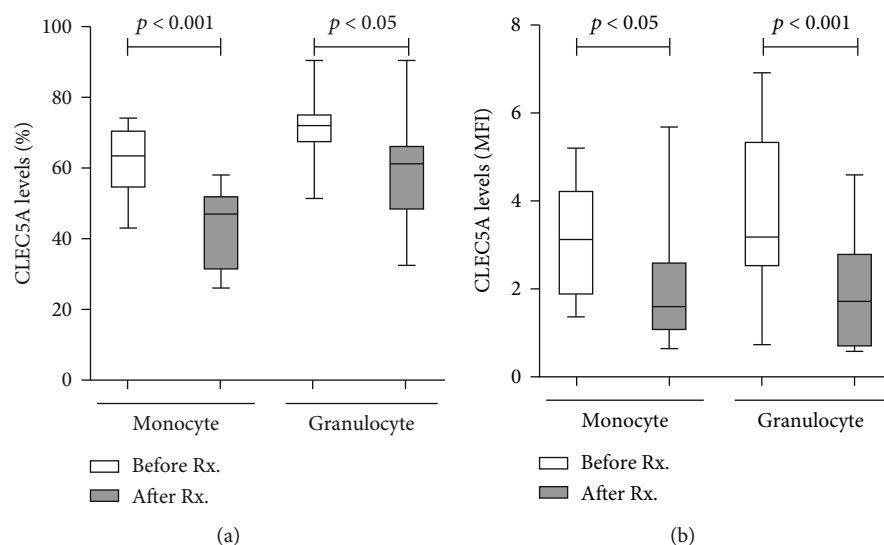 p < 0.001
p < 0.05
100
80
60
40
20
0
CLEC5A levels (%)
Monocyte
Granulocyte
Before Rx.
After Rx.
(a)
p < 0.05
p < 0.001
8
6
4
2
0
CLEC5A levels (MFI)
Monocyte
Granulocyte
Before Rx.
After Rx.
(b)